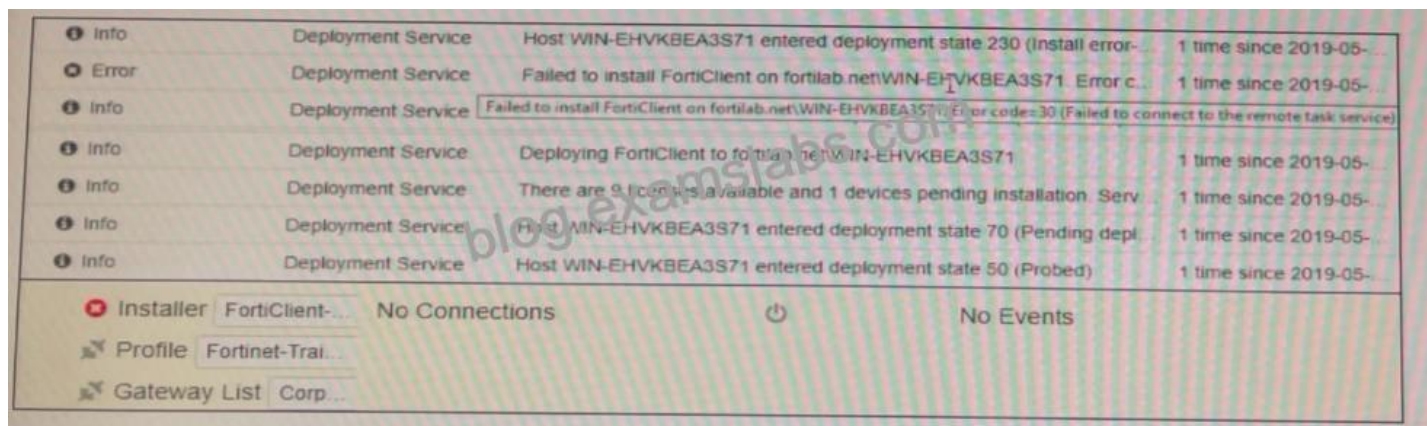 Info Deployment Service Host WIN-EHVKBEA3S71 entered deployment state 230 (Install error-... 1 time since 2019-05-...
Error Deployment Service Failed to install FortiClient on fortilab.net\WIN-EHVKBEA3S71. Error c... 1 time since 2019-05-...
Info Deployment Service Failed to install FortiClient on fortilab.net\WIN-EHVKBEA3S71. Error code=30 (Failed to connect to the remote task service)
Info Deployment Service Deploying FortiClient to fortilab.net\WIN-EHVKBEA3S71 1 time since 2019-05-...
Info Deployment Service There are 9 licenses available and 1 devices pending installation. Serv... 1 time since 2019-05-...
Info Deployment Service Host WIN-EHVKBEA3S71 entered deployment state 70 (Pending depl... 1 time since 2019-05-...
Info Deployment Service Host WIN-EHVKBEA3S71 entered deployment state 50 (Probed) 1 time since 2019-05-...
blog.examslabs.com
Installer FortiClient-... No Connections No Events
Profile Fortinet-Trai...
Gateway List Corp...